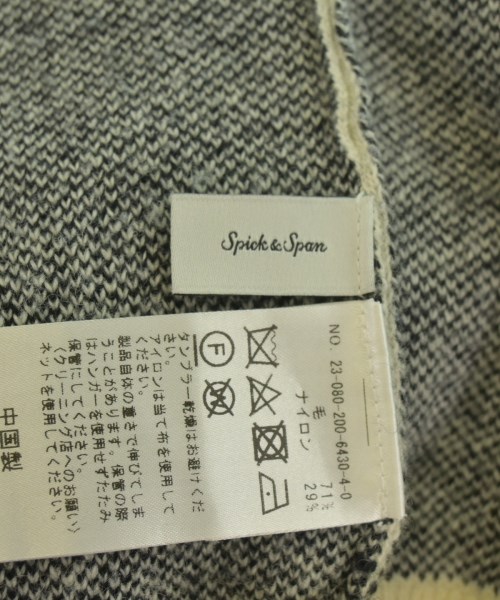 Spick & Span
NO. 23-080-200-6430-4-0
毛 71%
ナイロン 29%
F
タンブラー乾燥はお避けくだ
さい。
アイロンは当て布を使用して
ください。
製品自体の重さで伸びてしま
うことがあります。保管の際
はハンガーを使用せずたたみ
保管にしてください。
〈クリーニング店へのお願い〉
ネットを使用してください。
中国製